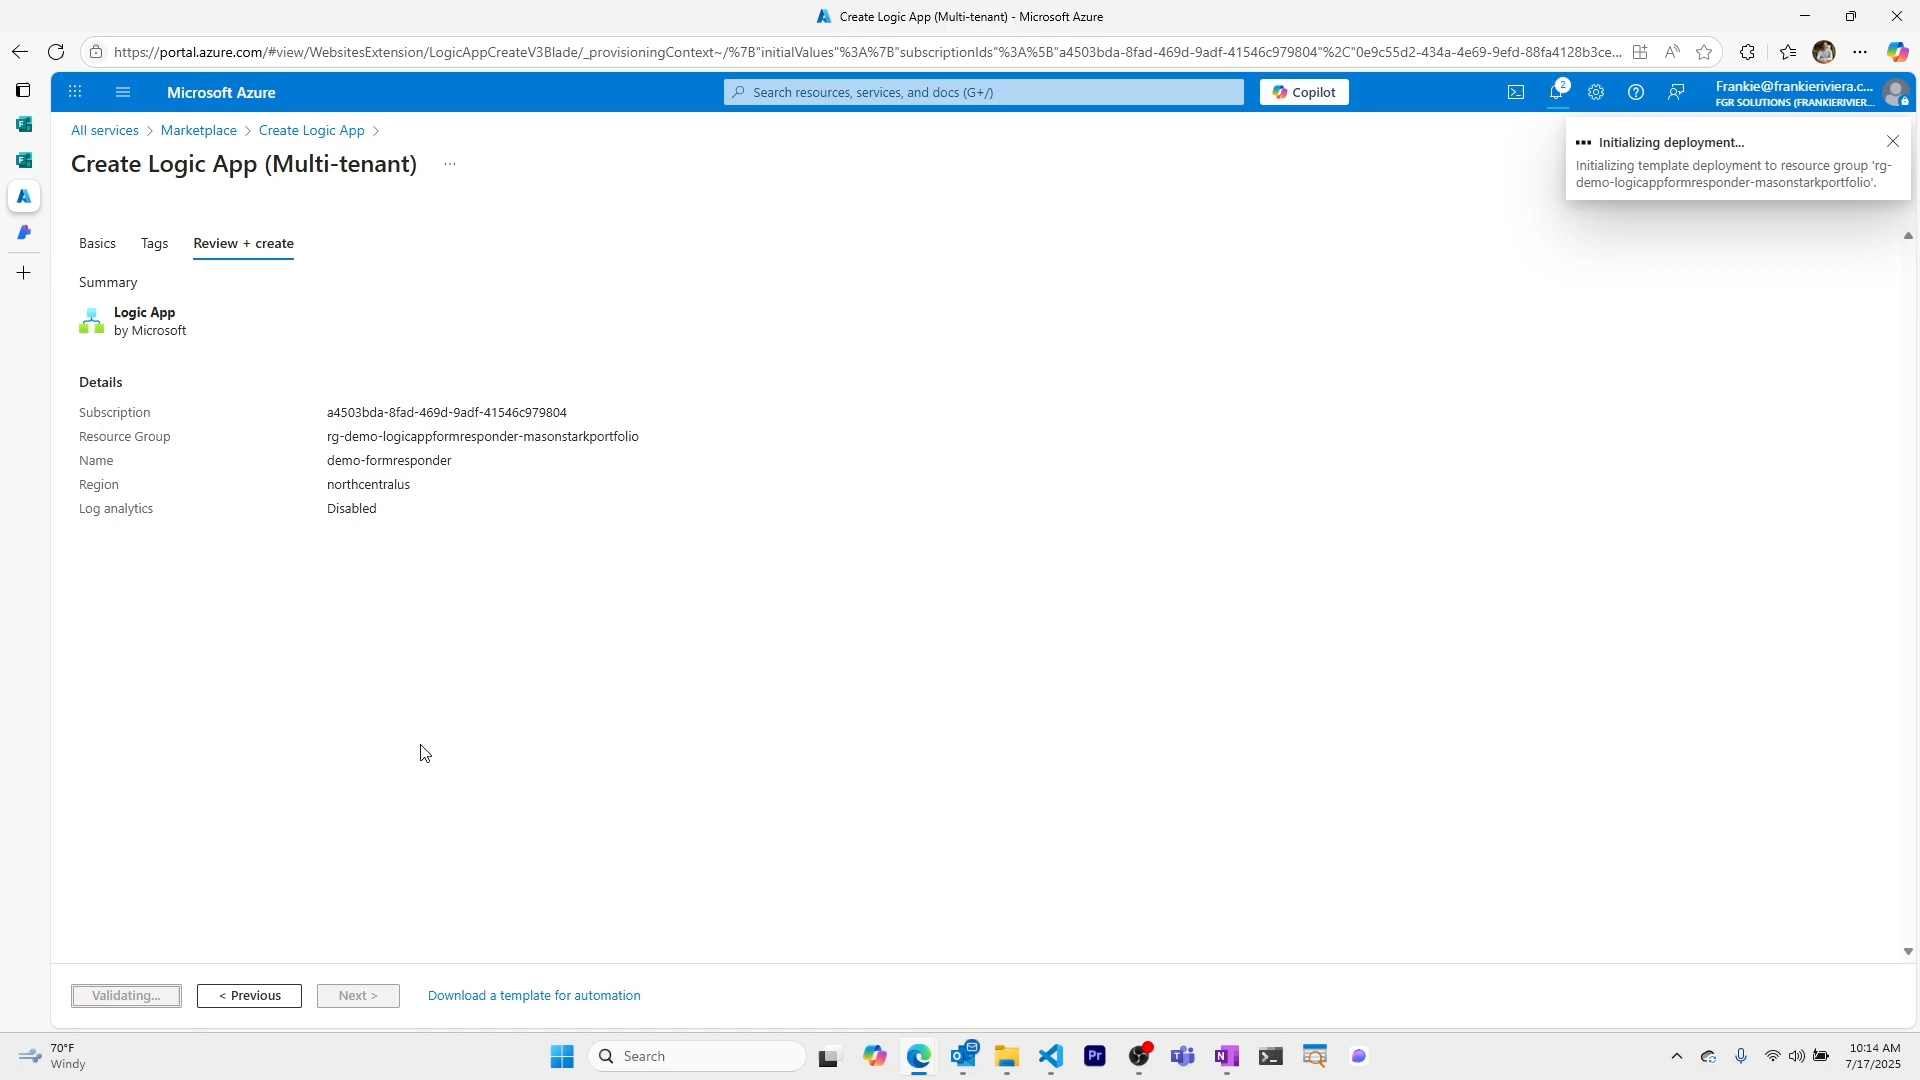 Create Logic App (Multi-tenant) - Microsoft Azure
https://portal.azure.com/#view/WebsitesExtension/LogicAppCreateV3Blade/_provisioningContext~/%7B"initialValues"%3A%7B"subscriptionIds"%3A%5B"a4503bda-8fad-469d-9adf-41546c979804"%2C"0e9c55d2-434a-4e69-9efd-88fa4128b3ce...
Microsoft Azure
Search resources, services, and docs (G+/)
Copilot
2
Frankie@frankieriviera.c...
FGR SOLUTIONS (FRANKIERIVIER...
All services > Marketplace > Create Logic App >
Create Logic App (Multi-tenant)
...
Initializing deployment...
Initializing template deployment to resource group 'rg-
demo-logicappformresponder-masonstarkportfolio'.
Basics
Tags
Review + create
Summary
Logic App
by Microsoft
Details
Subscription a4503bda-8fad-469d-9adf-41546c979804
Resource Group rg-demo-logicappformresponder-masonstarkportfolio
Name demo-formresponder
Region northcentralus
Log analytics Disabled
Validating...
< Previous
Next >
Download a template for automation
70°F
Windy
Search
Pr
10:14 AM
7/17/2025